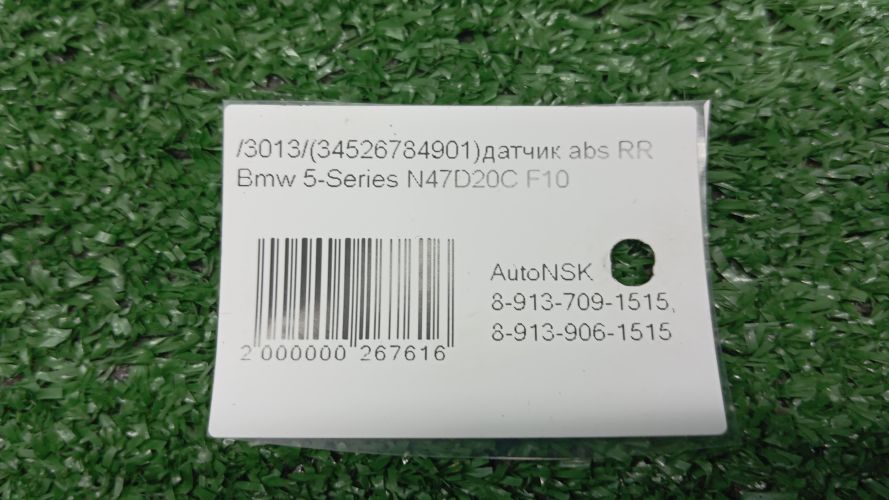 /3013/(34526784901)датчик abs RR
Bmw 5-Series N47D20C F10
AutoNSK
8-913-709-1515,
8-913-906-1515
2 000000 267616